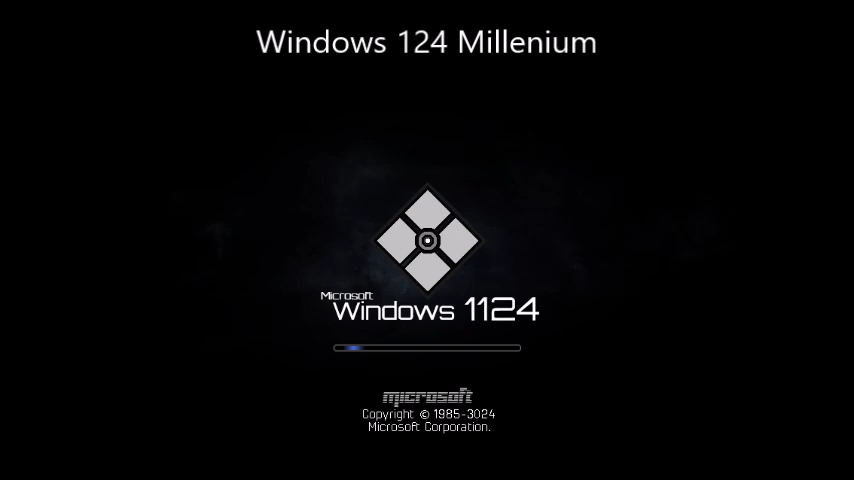 Windows 124 Millenium
Microsoft
Windows 1124
microsoft
Copyright © 1985-3024
Microsoft Corporation.